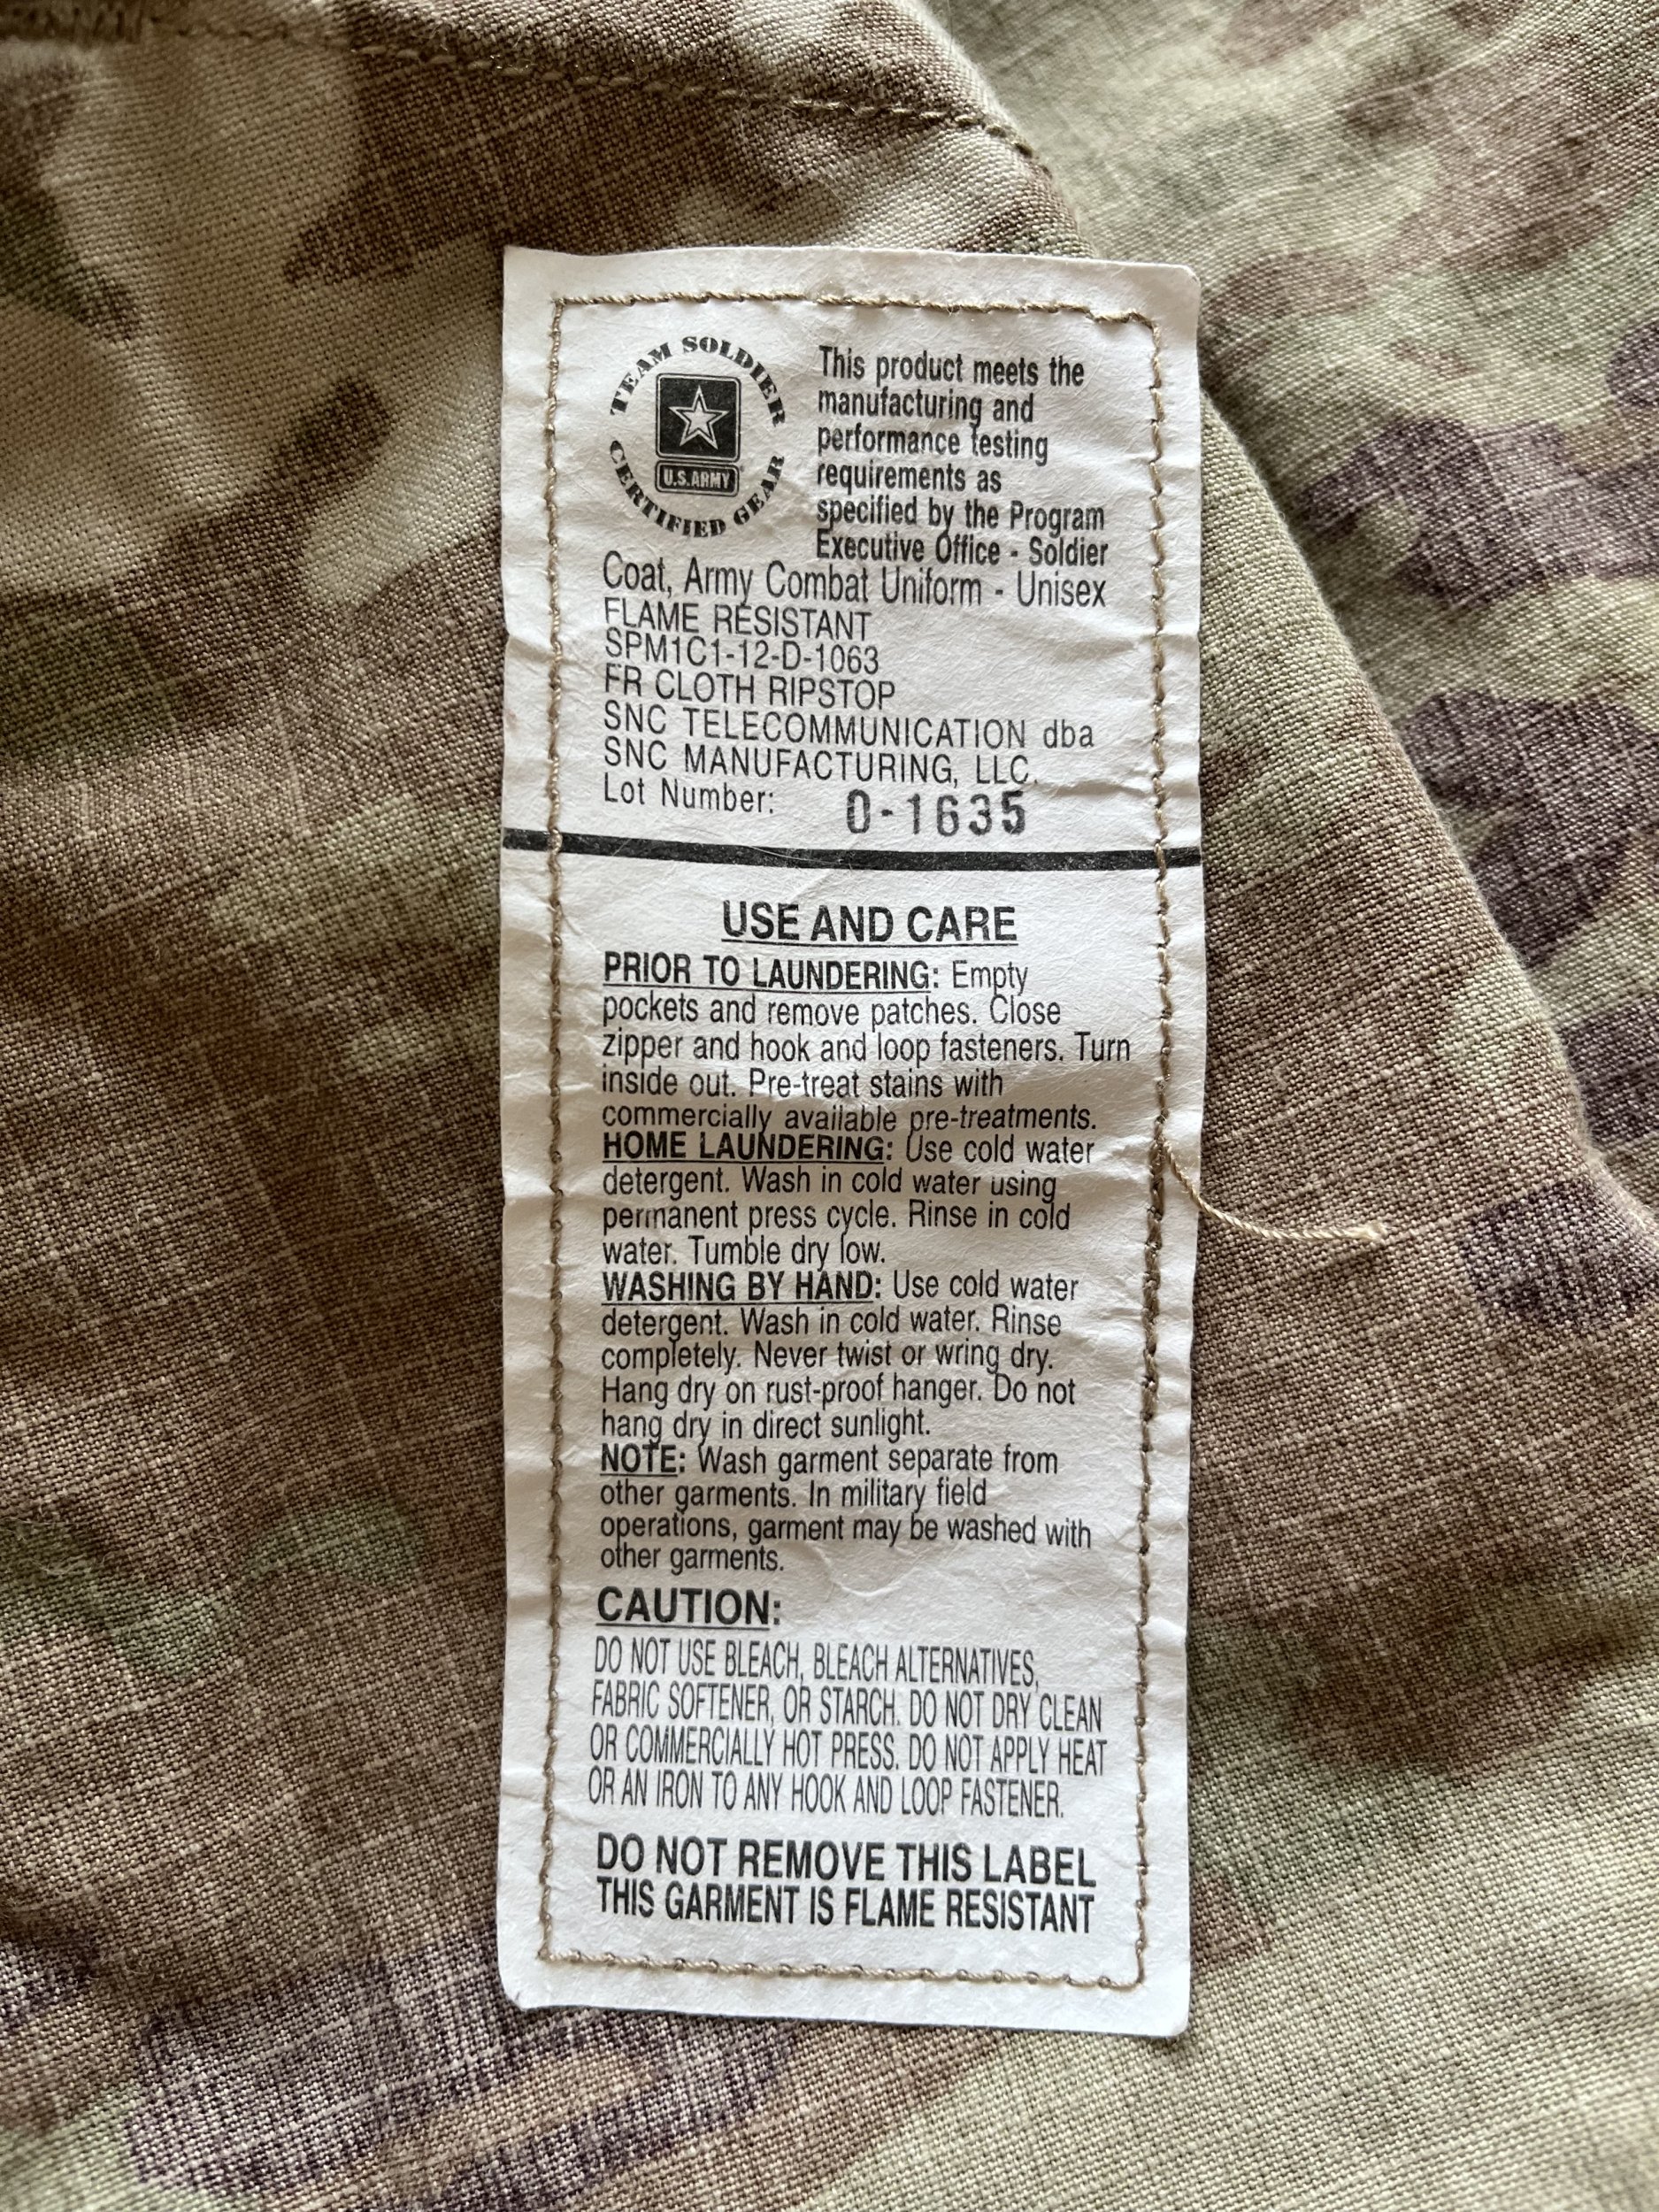 TEAM SOLDIER
U.S.ARMY
CERTIFIED GEAR
This product meets the
manufacturing and
performance testing
requirements as
specified by the Program
Executive Office - Soldier
Coat, Army Combat Uniform - Unisex
FLAME RESISTANT
SPM1C1-12-D-1063
FR CLOTH RIPSTOP
SNC TELECOMMUNICATION dba
SNC MANUFACTURING, LLC.
Lot Number: 0-1635
USE AND CARE
PRIOR TO LAUNDERING: Empty
pockets and remove patches. Close
zipper and hook and loop fasteners. Turn
inside out. Pre-treat stains with
commercially available pre-treatments.
HOME LAUNDERING: Use cold water
detergent. Wash in cold water using
permanent press cycle. Rinse in cold
water. Tumble dry low.
WASHING BY HAND: Use cold water
detergent. Wash in cold water. Rinse
completely. Never twist or wring dry.
Hang dry on rust-proof hanger. Do not
hang dry in direct sunlight.
NOTE: Wash garment separate from
other garments. In military field
operations, garment may be washed with
other garments.
CAUTION:
DO NOT USE BLEACH, BLEACH ALTERNATIVES,
FABRIC SOFTENER, OR STARCH. DO NOT DRY CLEAN
OR COMMERCIALLY HOT PRESS. DO NOT APPLY HEAT
OR AN IRON TO ANY HOOK AND LOOP FASTENER.
DO NOT REMOVE THIS LABEL
THIS GARMENT IS FLAME RESISTANT